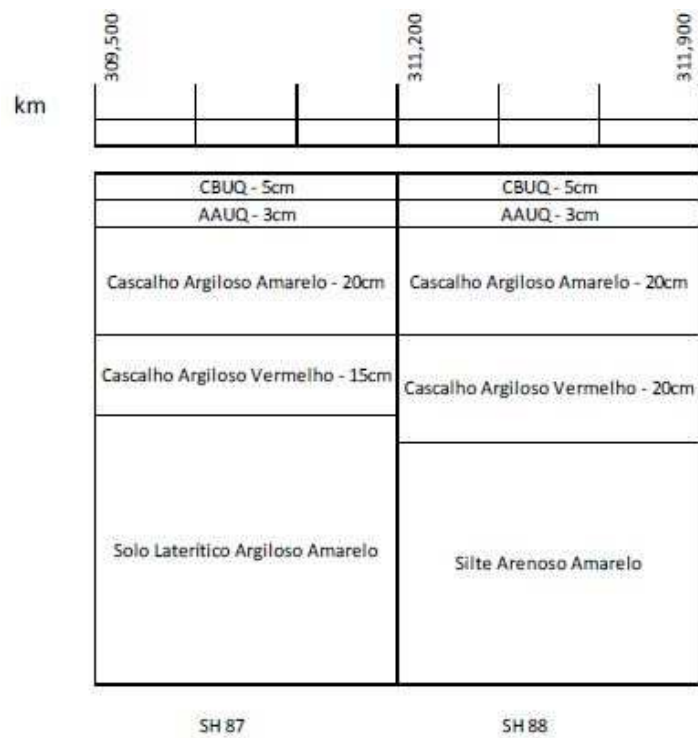 309,500
311,200
311,900
km
CBUQ - 5cm
CBUQ - 5cm
AAUQ - 3cm
AAUQ - 3cm
Cascalho Argiloso Amarelo - 20cm
Cascalho Argiloso Amarelo - 20cm
Cascalho Argiloso Vermelho - 15cm
Cascalho Argiloso Vermelho - 20cm
Solo Laterítico Argiloso Amarelo
Silte Arenoso Amarelo
SH 87
SH 88